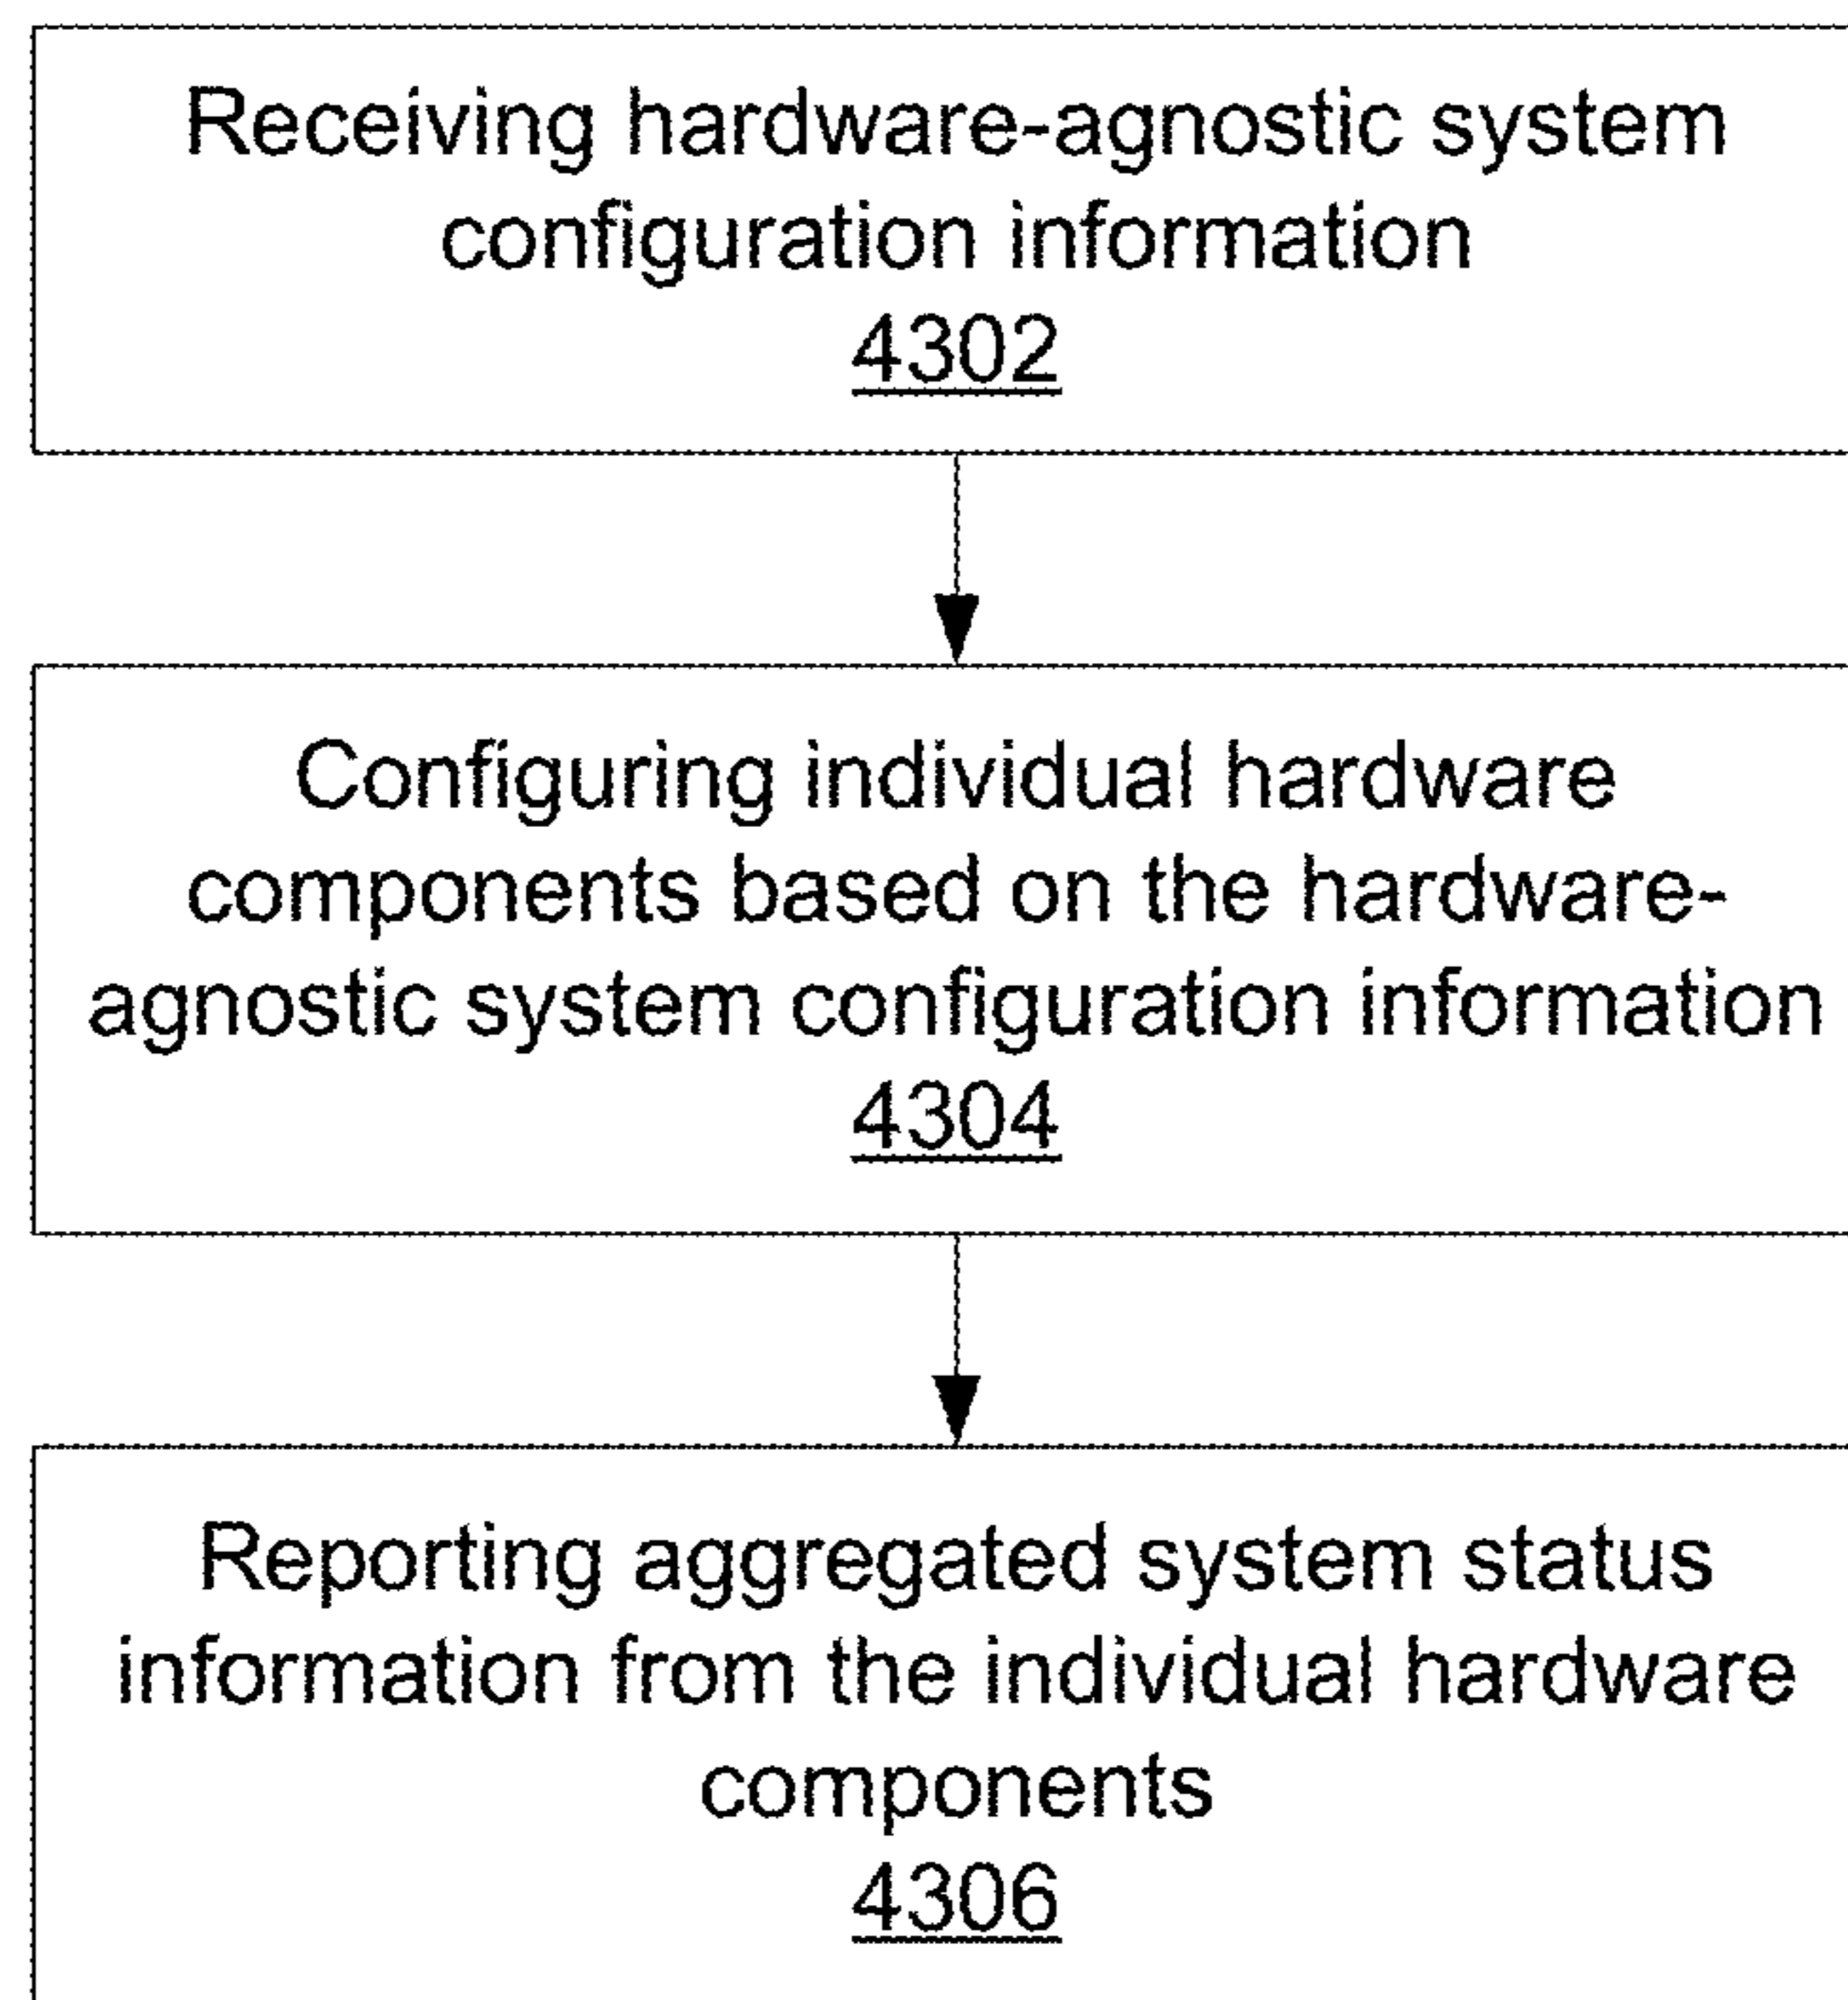 Receiving hardware-agnostic system
configuration information
4302
Configuring individual hardware
components based on the hardware-
agnostic system configuration information
4304
Reporting aggregated system status
information from the individual hardware
components
4306